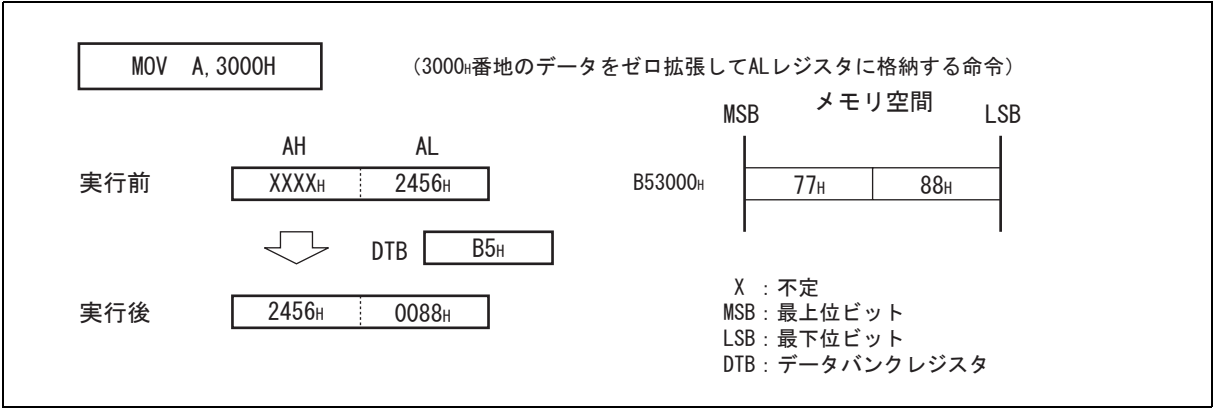 MOV A,3000H
（3000H番地のデータをゼロ拡張してALレジスタに格納する命令）
メモリ空間
MSB
LSB
AH
AL
実行前
XXXXH
2456H
B53000H
77H
88H
DTB
B5H
実行後
2456H
0088H
X ：不定
MSB：最上位ビット
LSB：最下位ビット
DTB：データバンクレジスタ